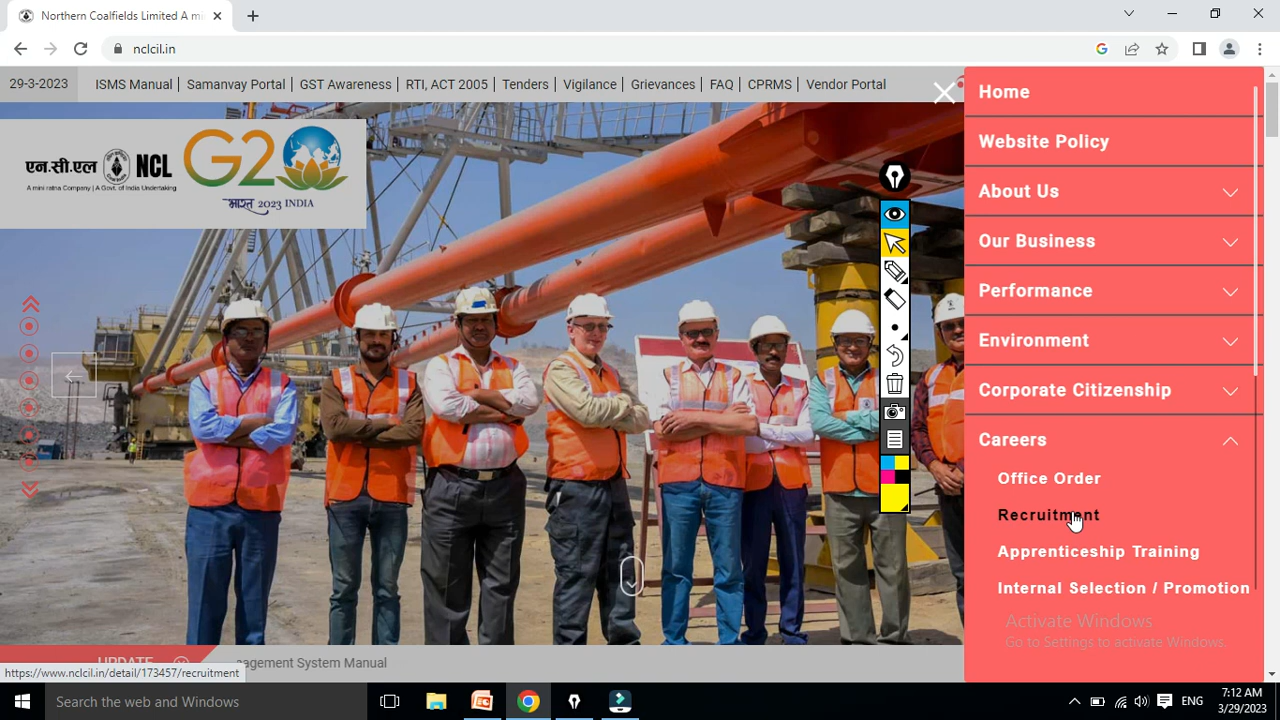 Northern Coalfields Limited A m
nclcil.in
29-3-2023
ISMS Manual | Samanvay Portal | GST Awareness | RTI, ACT 2005 | Tenders | Vigilance | Grievances | FAQ | CPRMS | Vendor Portal
एन.सी.एल NCL
A mini ratna Company | A Govt. of India Undertaking
G20
भारत 2023 INDIA
Home
Website Policy
About Us
Our Business
Performance
Environment
Corporate Citizenship
Careers
Office Order
Recruitment
Apprenticeship Training
Internal Selection / Promotion
Activate Windows
Go to Settings to activate Windows.
UPDATE
agement System Manual
https://www.nclcil.in/detail/173457/recruitment
Search the web and Windows
ENG
7:12 AM
3/29/2023